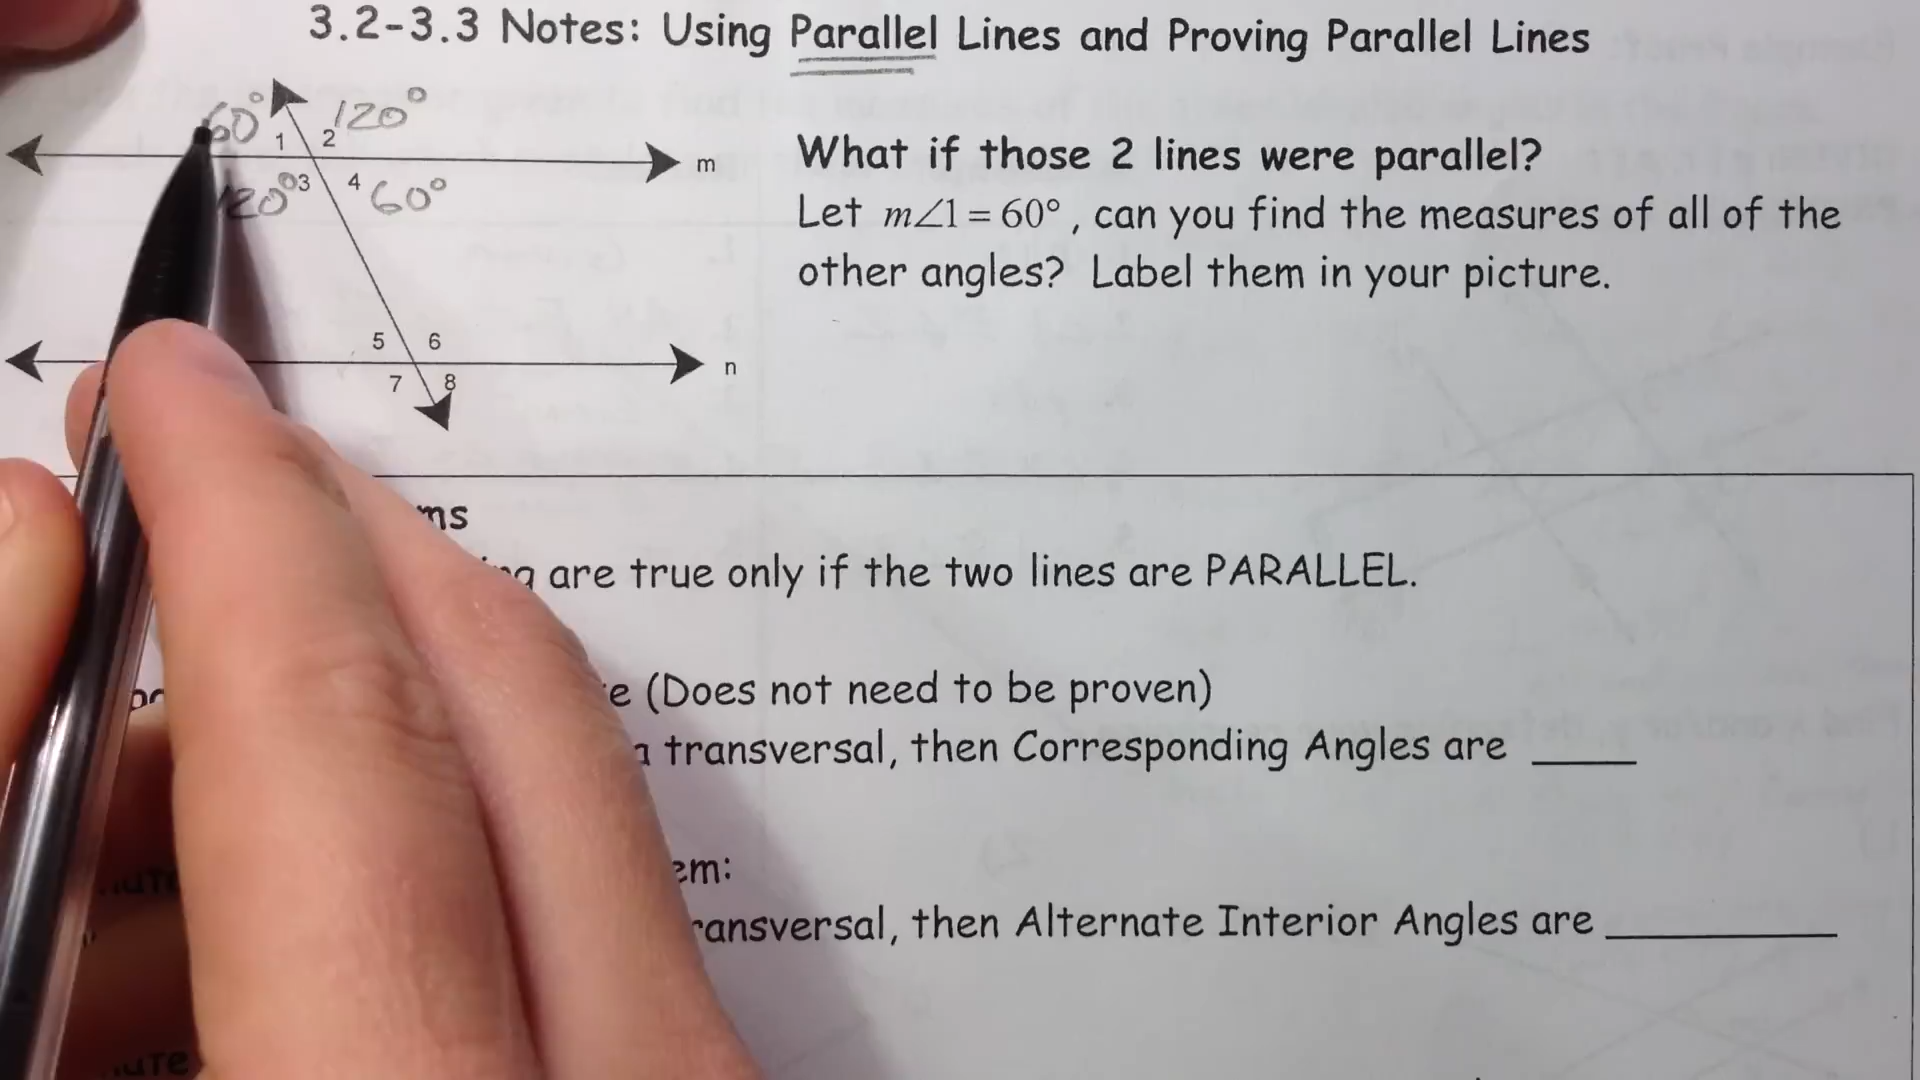 3.2-3.3 Notes: Using Parallel Lines and Proving Parallel Lines
60° 1 2 120°
m
120° 3 4 60°
What if those 2 lines were parallel?
Let m∠1 = 60°, can you find the measures of all of the
other angles? Label them in your picture.
5 6
n
7 8
are true only if the two lines are PARALLEL.
(Does not need to be proven)
transversal, then Corresponding Angles are ____
then Alternate Interior Angles are ________